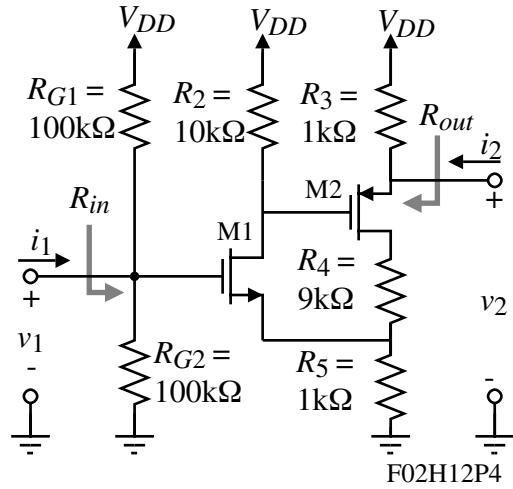 VDD VDD VDD
RG1 =
100kΩ
R2 =
10kΩ
R3 =
1kΩ
Rout
i2
Rin
M2
+
i1
M1
+
R4 =
9kΩ
v1
v2
-
RG2 =
100kΩ
R5 =
1kΩ
-
F02H12P4